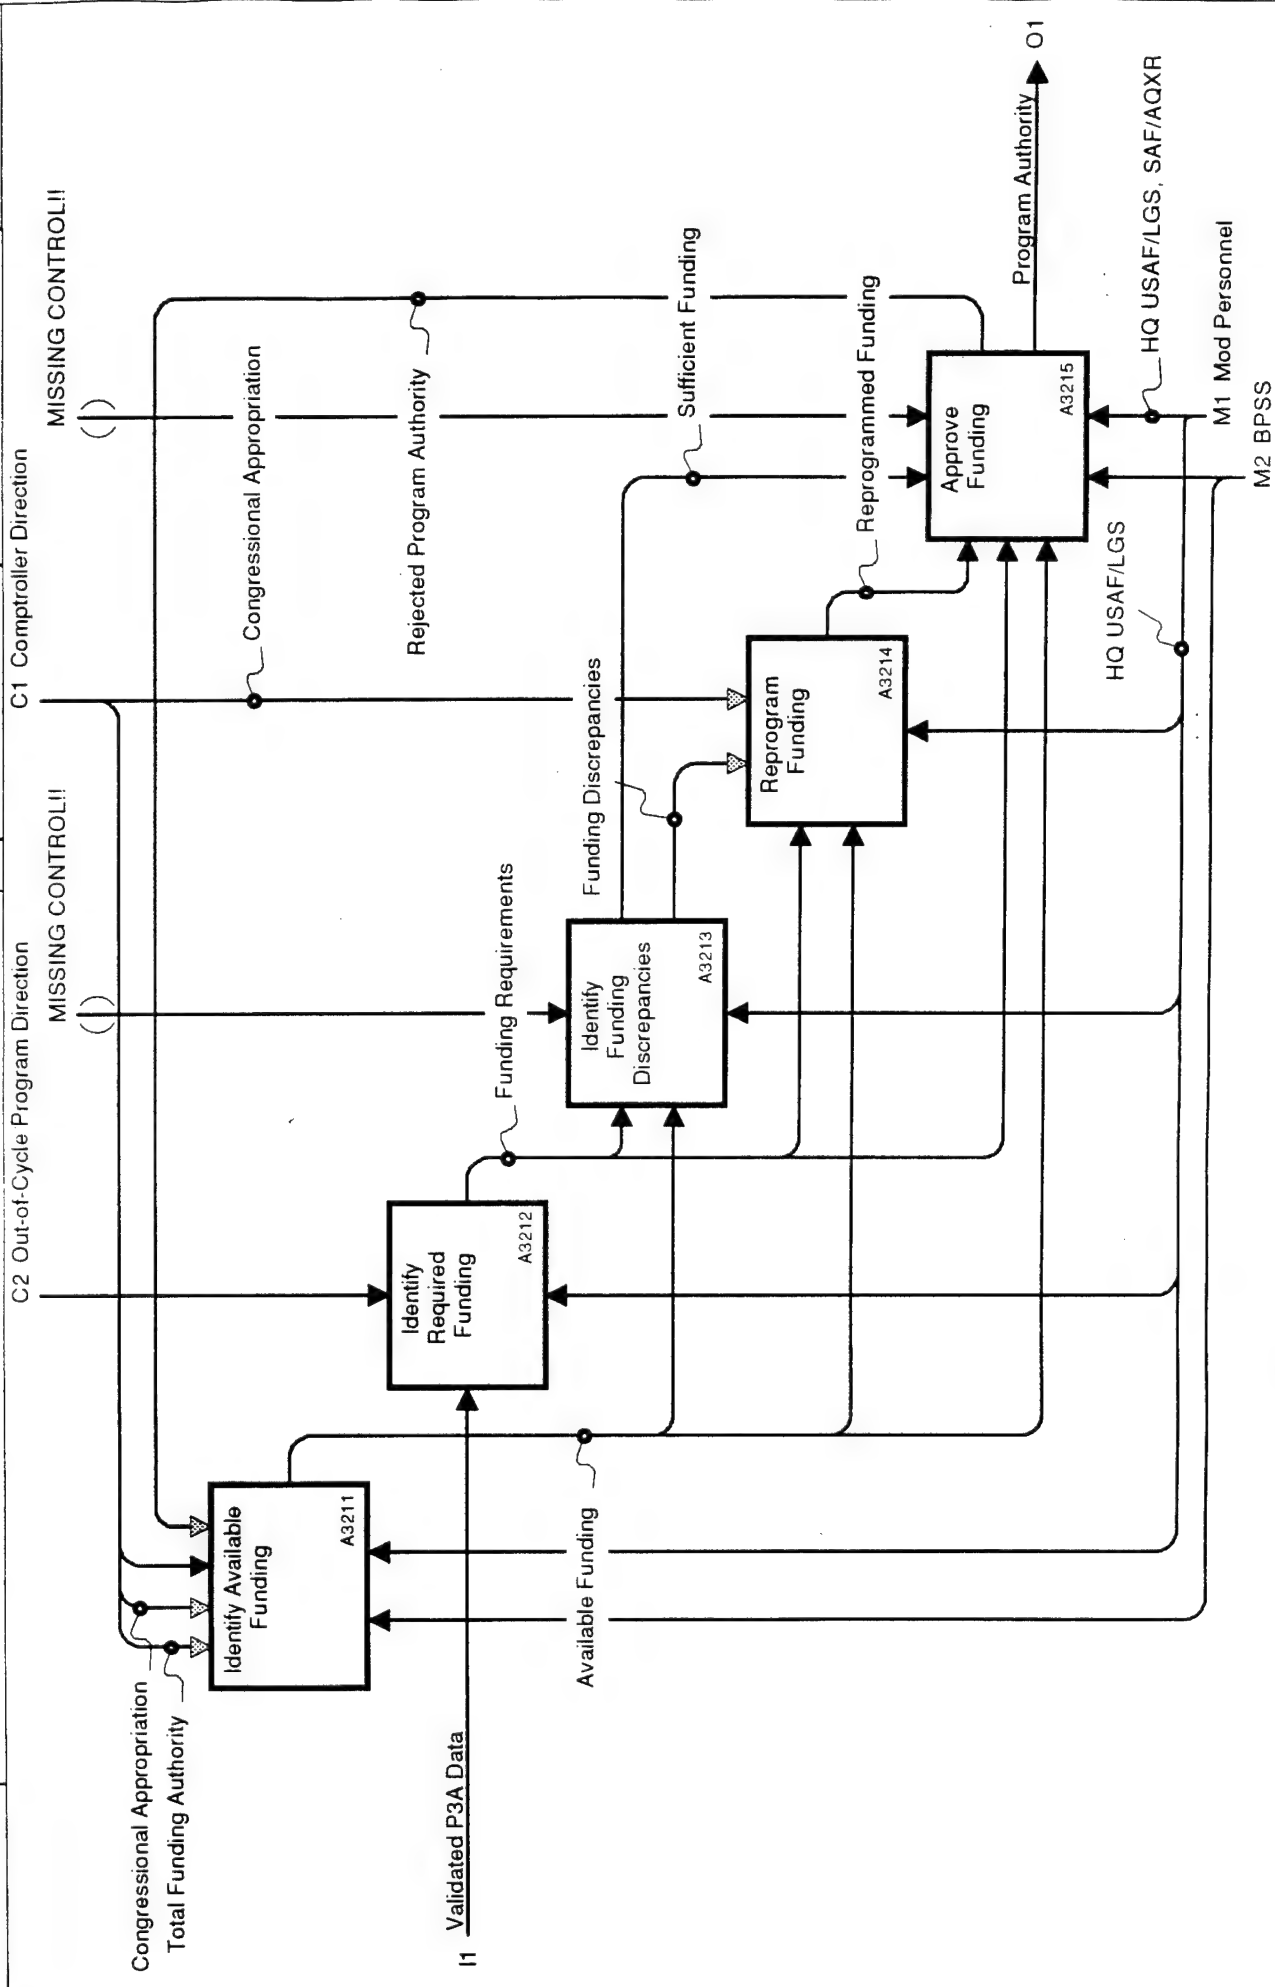 C2 Out-of-Cycle Program Direction
C1 Comptroller Direction
MISSING CONTROL!!
MISSING CONTROL!!
Congressional Appropriation
Total Funding Authority
Congressional Appropriation
Rejected Program Authority
Identify Available
Funding
A3211
I1
Validated P3A Data
Identify
Required
Funding
A3212
Available Funding
Funding Requirements
Identify
Funding
Discrepancies
A3213
Funding Discrepancies
Sufficient Funding
Reprogram
Funding
A3214
Reprogrammed Funding
Approve
Funding
A3215
Program Authority
O1
HQ USAF/LGS
HQ USAF/LGS, SAF/AQXR
M1 Mod Personnel
M2 BPSS